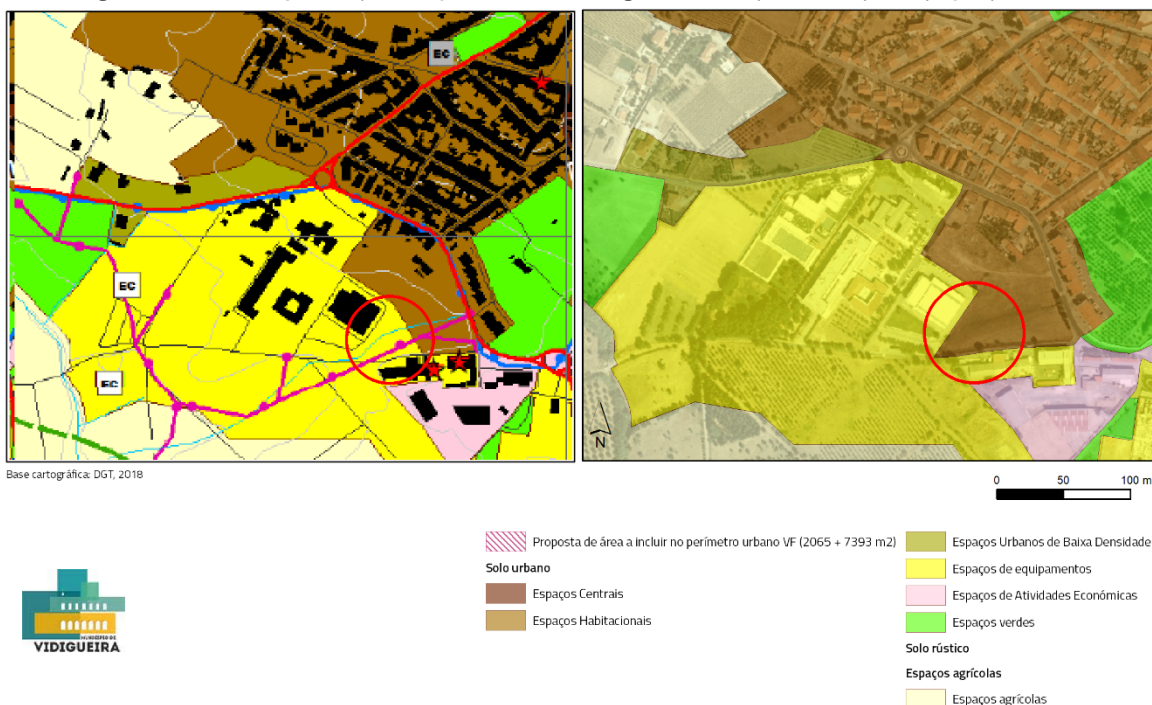 EC
EC
EC
N
Base cartográfica: DGT, 2018
0 50 100 m
Proposta de área a incluir no perímetro urbano VF (2065 + 7393 m2)
Solo urbano
Espaços Centrais
Espaços Habitacionais
Espaços Urbanos de Baixa Densidade
Espaços de equipamentos
Espaços de Atividades Económicas
Espaços verdes
Solo rústico
Espaços agrícolas
Espaços agrícolas
MUNICÍPIO DE
VIDIGUEIRA